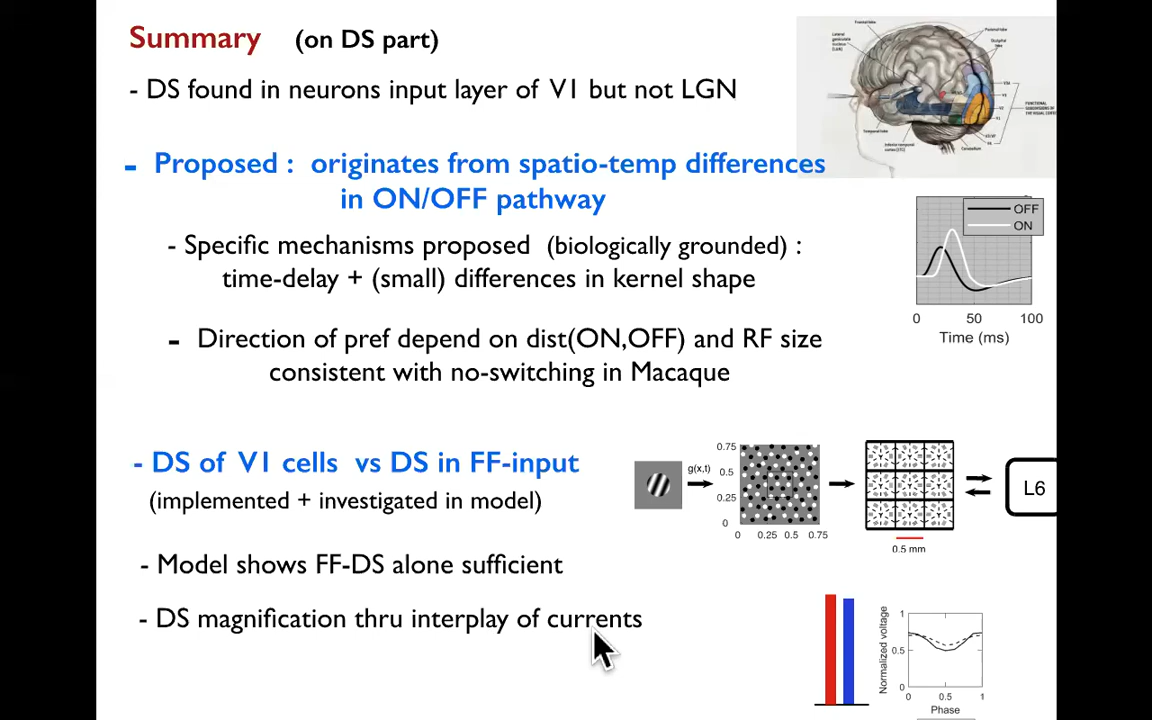 Summary (on DS part)
- DS found in neurons input layer of V1 but not LGN
- Proposed : originates from spatio-temp differences
in ON/OFF pathway
- Specific mechanisms proposed (biologically grounded) :
time-delay + (small) differences in kernel shape
- Direction of pref depend on dist(ON,OFF) and RF size
consistent with no-switching in Macaque
OFF
ON
0 50 100
Time (ms)
- DS of V1 cells vs DS in FF-input
(implemented + investigated in model)
g(x,t)
0.75
0.5
0.25
0
0 0.25 0.5 0.75
0.5 mm
L6
- Model shows FF-DS alone sufficient
- DS magnification thru interplay of currents
Normalized voltage
1
0.5
0
0 0.5 1
Phase